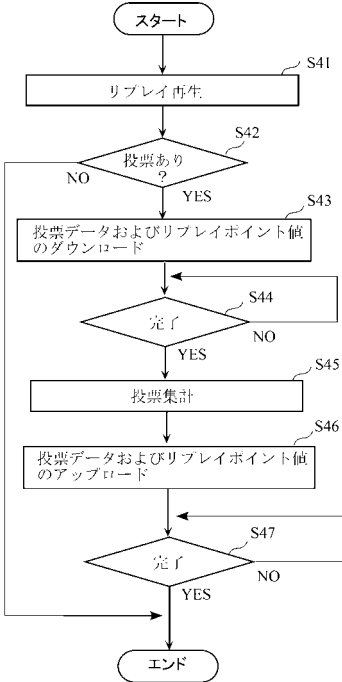 スタート
S41
リプレイ再生
S42
投票あり
?
NO
YES
S43
投票データおよびリプレイポイント値
のダウンロード
S44
完了
NO
YES
S45
投票集計
S46
投票データおよびリプレイポイント値
のアップロード
S47
完了
NO
YES
エンド